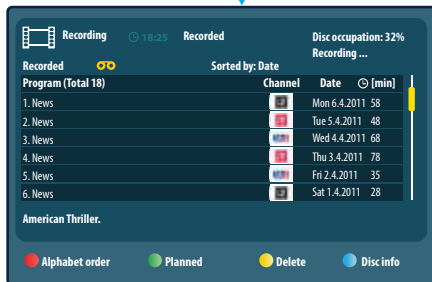 Recording 18:25 Recorded Disc occupation: 32%
Recording ...
Recorded Sorted by: Date
Program (Total 18) Channel Date [min]
1. News Mon 6.4.2011 58
2. News Tue 5.4.2011 48
3. News Wed 4.4.2011 68
4. News Thu 3.4.2011 78
5. News Fri 2.4.2011 35
6. News Sat 1.4.2011 28
American Thriller.
Alphabet order Planned Delete Disc info